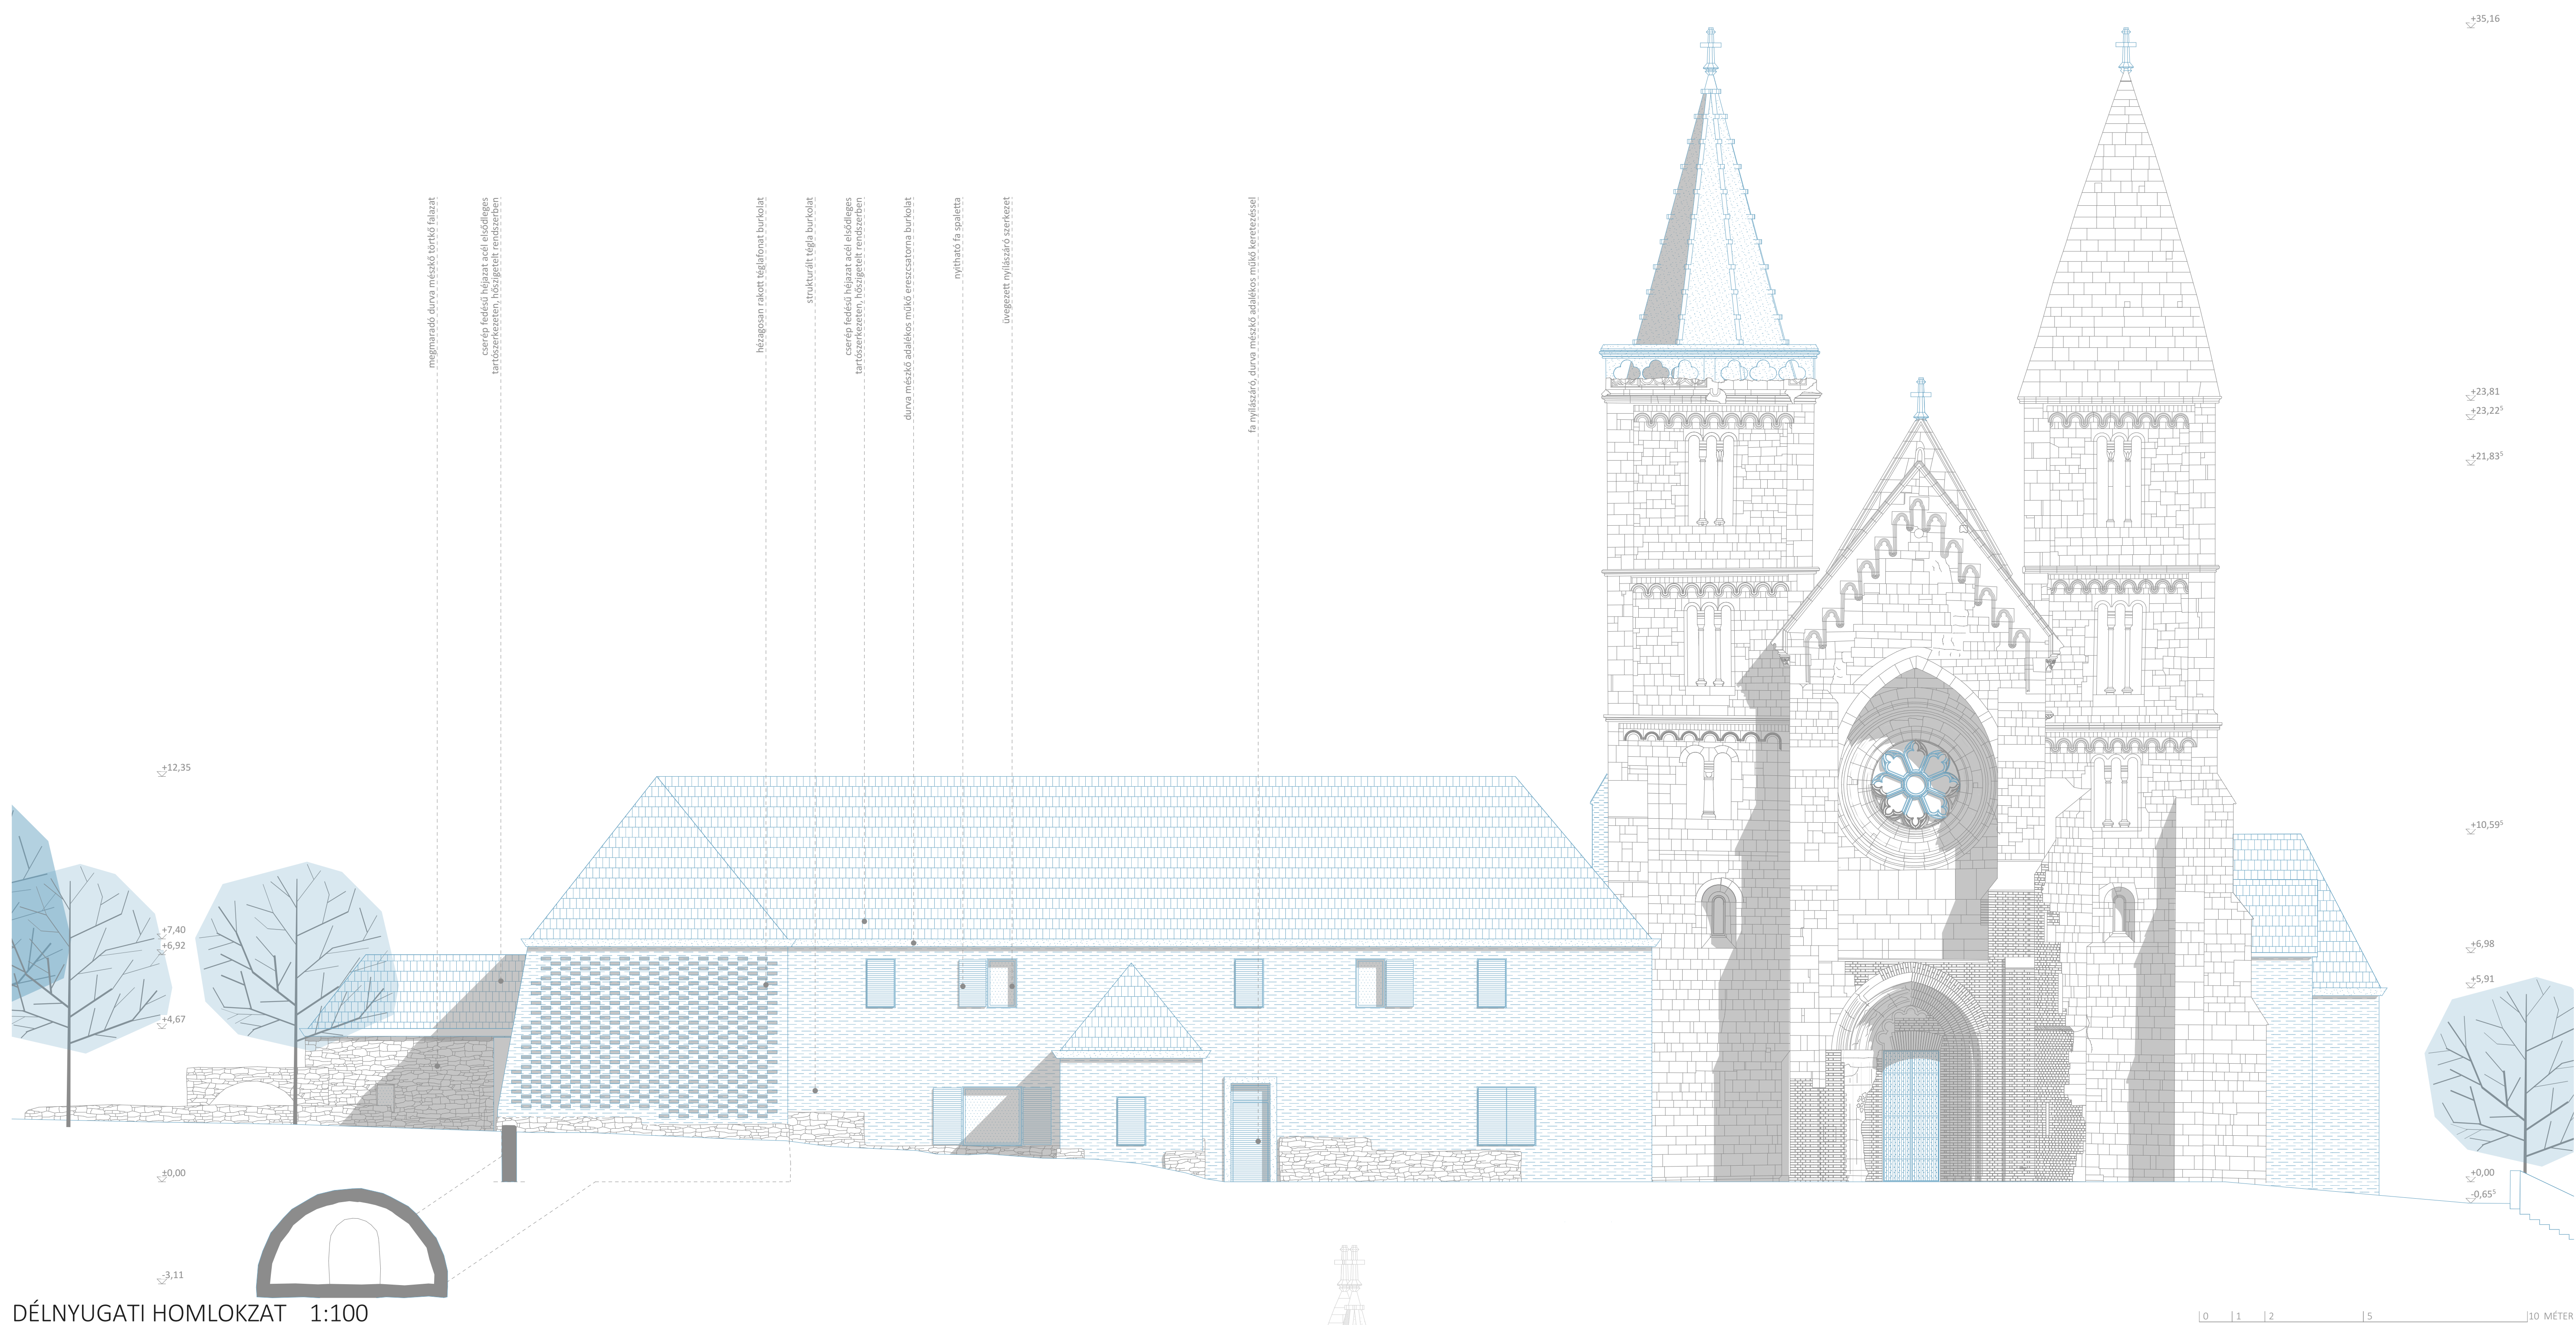 +35,16
megmaradó durva mészkő törtkő falazat
cserép fedésű héjazat acél elsődleges
tartószerkezeten, hőszigetelt rendszerben
hézagosan rakott téglafonat burkolat
strukturált tégla burkolat
cserép fedésű héjazat acél elsődleges
tartószerkezeten, hőszigetelt rendszerben
durva mészkő adalékos műkő ereszcsatorna burkolat
nyitható fa spaletta
üvegezett nyílászáró szerkezet
fa nyílászáró, durva mészkő adalékos műkő keretezéssel
+23,81
+23,22⁵
+21,83⁵
+12,35
+10,59⁵
+7,40
+6,92
+6,98
+5,91
+4,67
±0,00
+0,00
-0,65⁵
-3,11
DÉLNYUGATI HOMLOKZAT 1:100
0 1 2 5 10 MÉTER